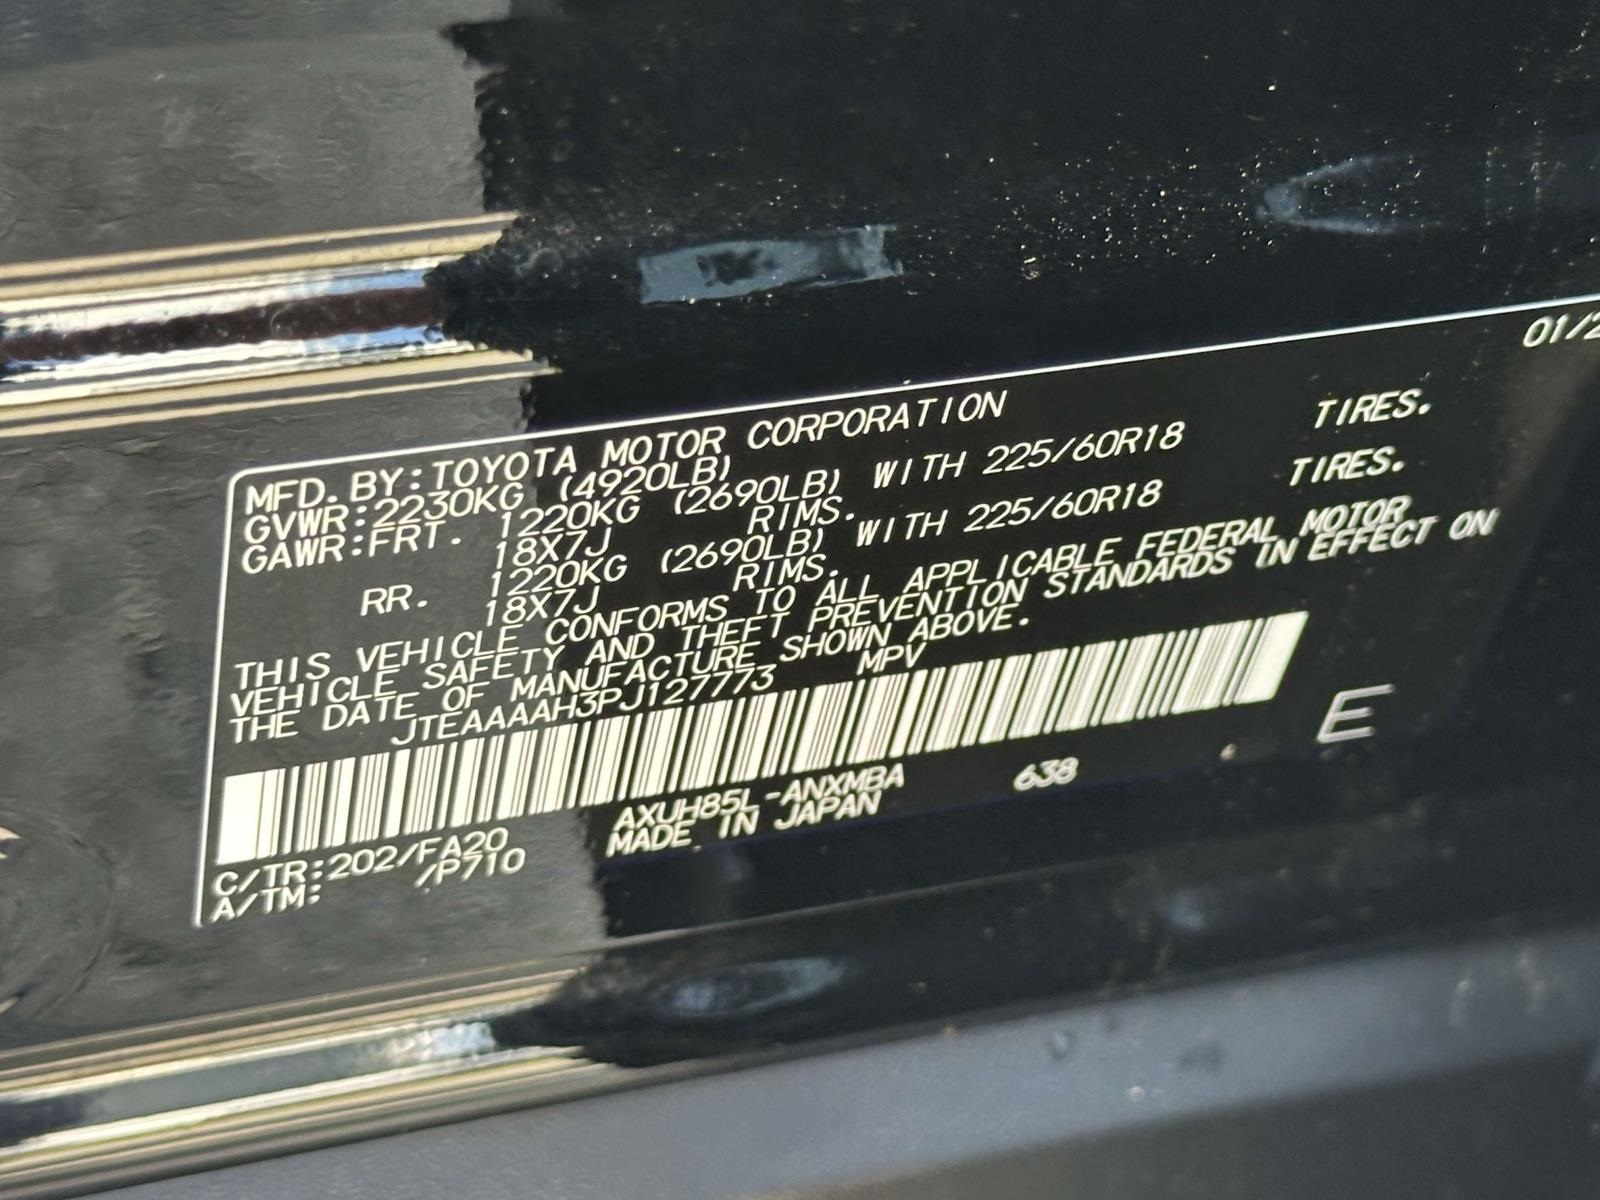 01/2
MFD. BY: TOYOTA MOTOR CORPORATION
GVWR: 2230KG (4920LB)
GAWR: FRT. 1220KG (2690LB) WITH 225/60R18 TIRES.
18X7J RIMS.
RR. 1220KG (2690LB) WITH 225/60R18 TIRES.
18X7J RIMS.
THIS VEHICLE CONFORMS TO ALL APPLICABLE FEDERAL MOTOR
VEHICLE SAFETY AND THEFT PREVENTION STANDARDS IN EFFECT ON
THE DATE OF MANUFACTURE SHOWN ABOVE.
JTEAAAAH3PJ127773 MPV
C/TR: 202/FA20 AXUH85L-ANXMBA 638 E
A/TM: /P710 MADE IN JAPAN